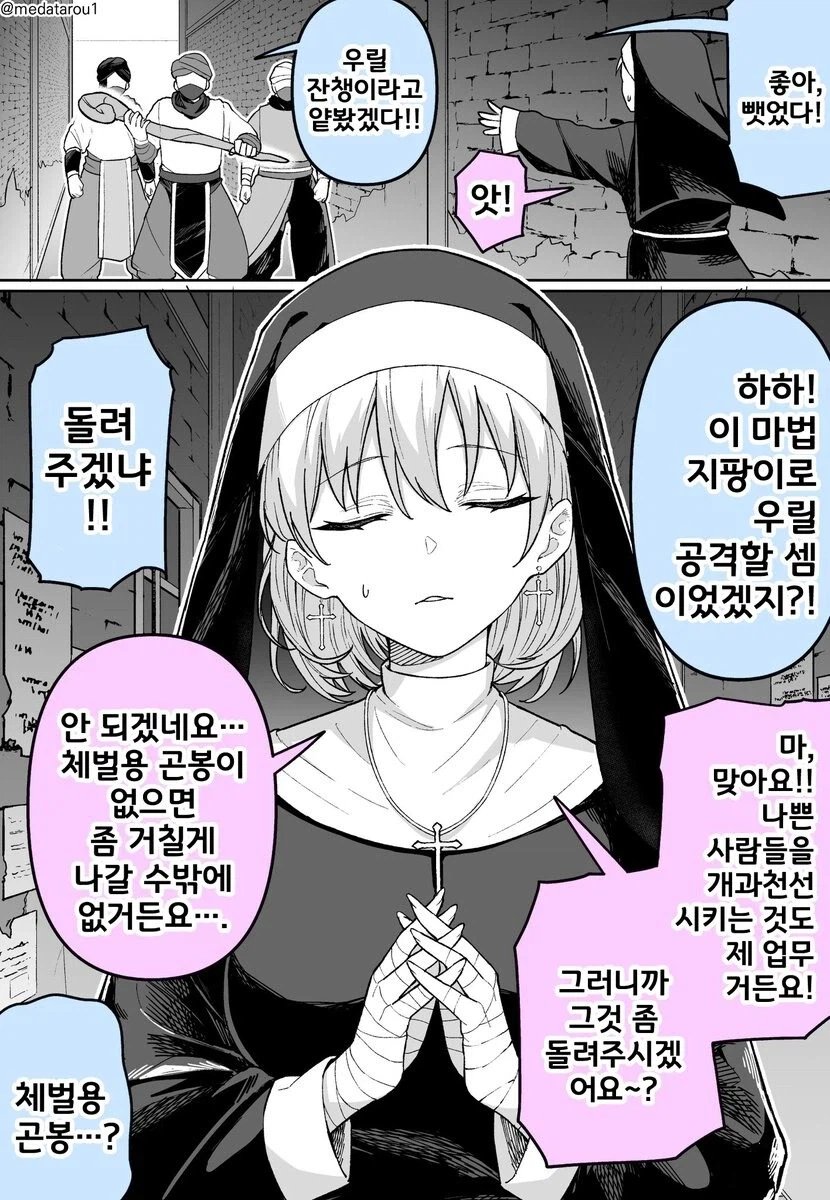 @medatarou1
좋아,
뺏었다!
우릴
잔챙이라고
얕봤겠다!!
앗!
하하!
이 마법
지팡이로
우릴
공격할 셈
이었겠지?!
마,
맞아요!!
나쁜
사람들을
개과천선
시키는 것도
제 업무
거든요!
그러니까
그것 좀
돌려주시겠
어요~?
돌려
주겠냐
!!
안 되겠네요…
체벌용 곤봉이
없으면
좀 거칠게
나갈 수밖에
없거든요….
체벌용
곤봉…?